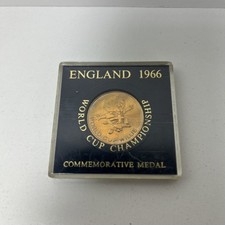 ENGLAND 1966
WORLD CUP CHAMPIONSHIP
COMMEMORATIVE MEDAL